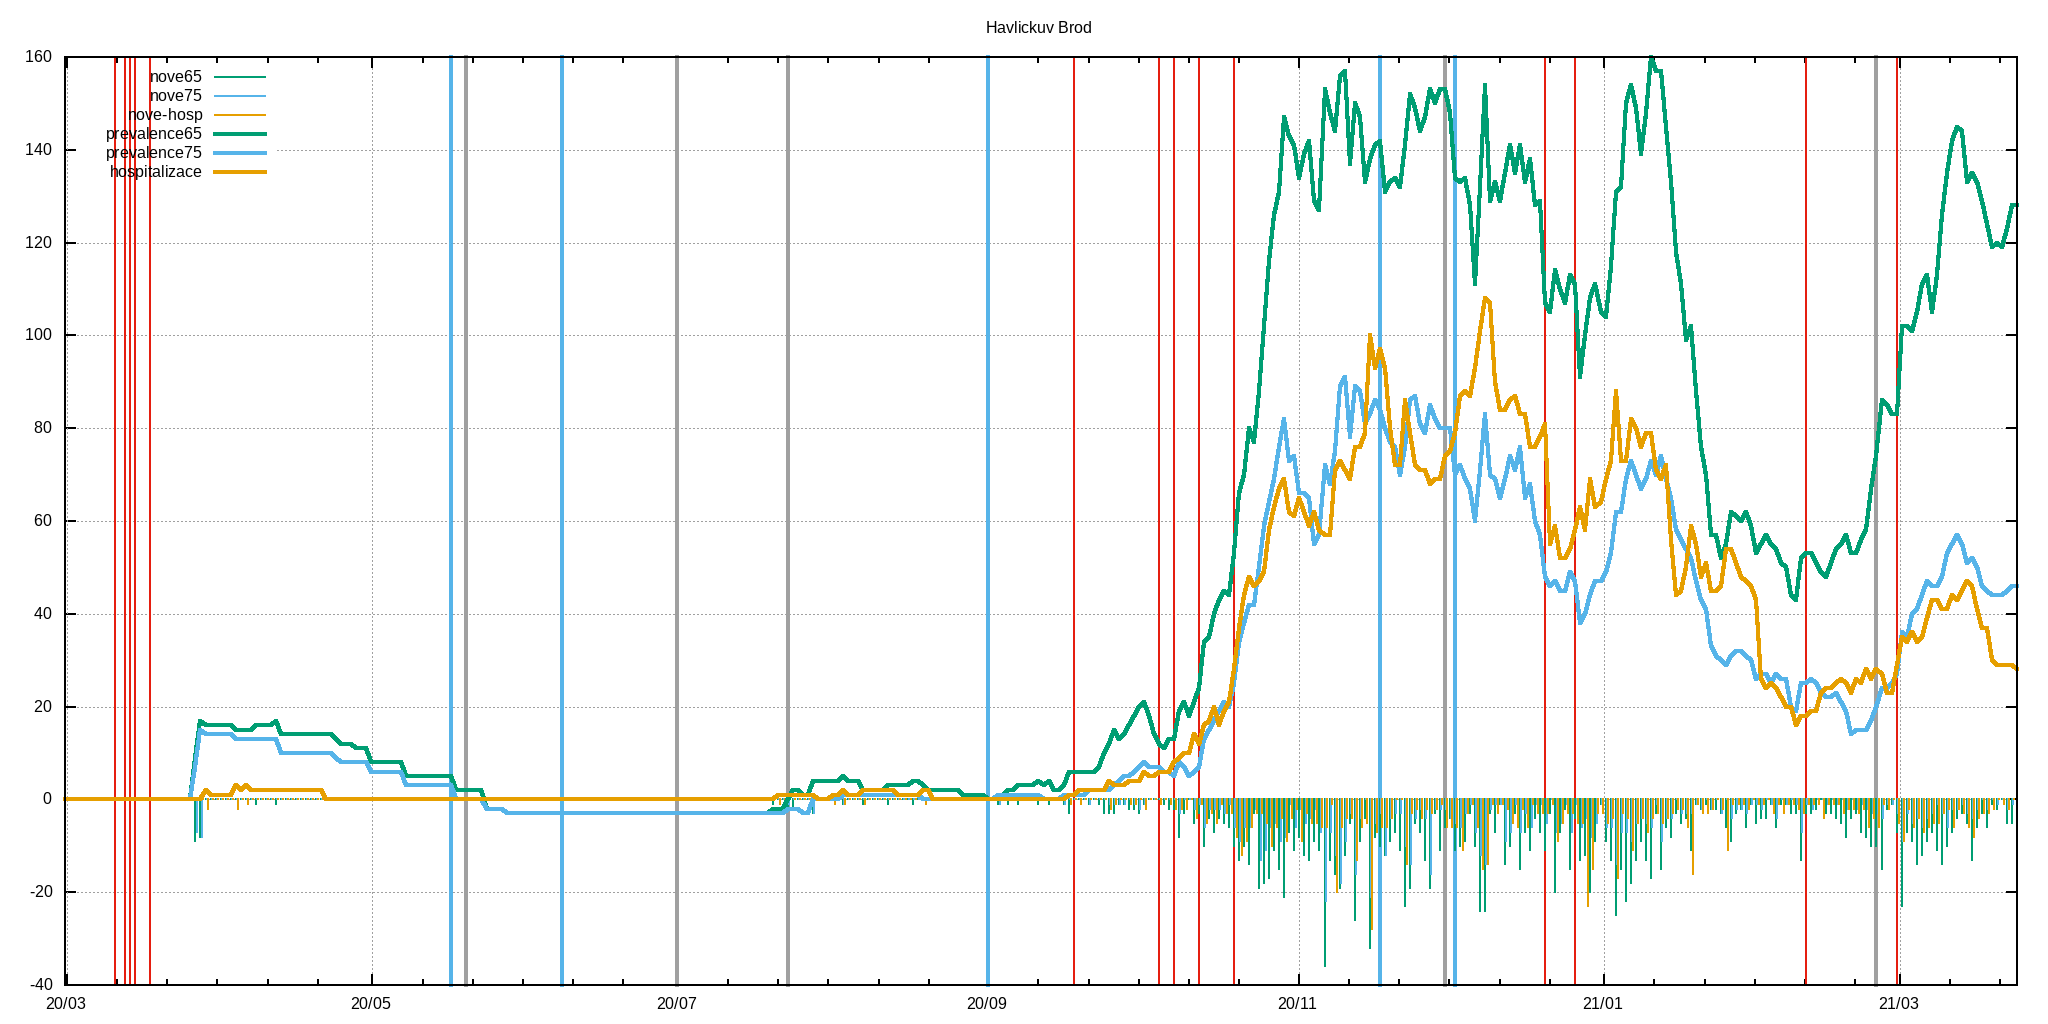 Havlickuv Brod
160
140
120
100
80
60
40
20
0
-20
-40
nove65
nove75
nove-hosp
prevalence65
prevalence75
hospitalizace
20/03 20/05 20/07 20/09 20/11 21/01 21/03